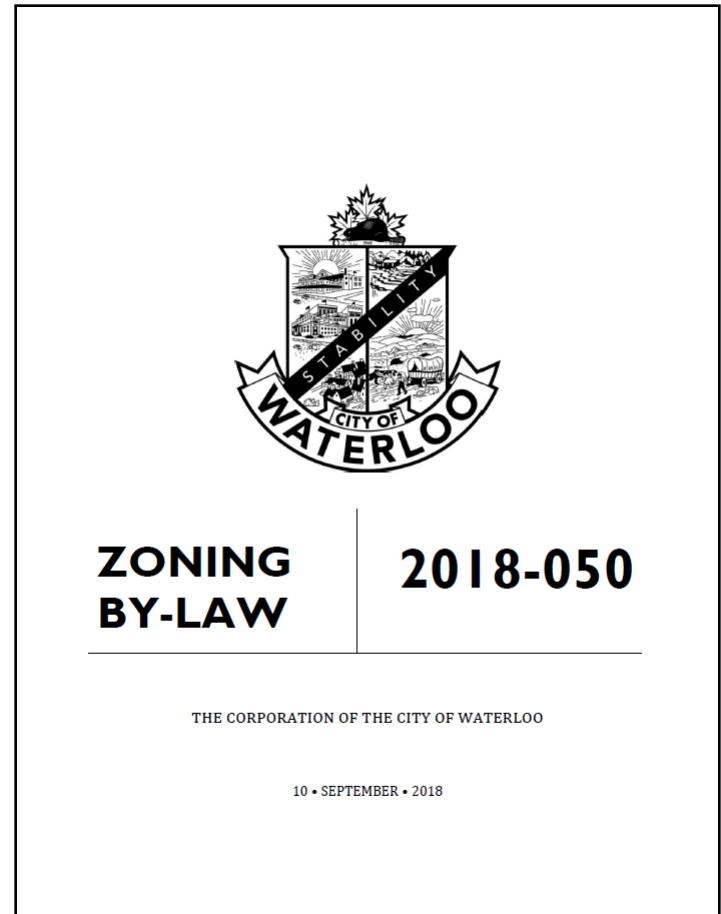 STABILITY
CITY OF
WATERLOO
ZONING
BY-LAW
2018-050
THE CORPORATION OF THE CITY OF WATERLOO
10 • SEPTEMBER • 2018